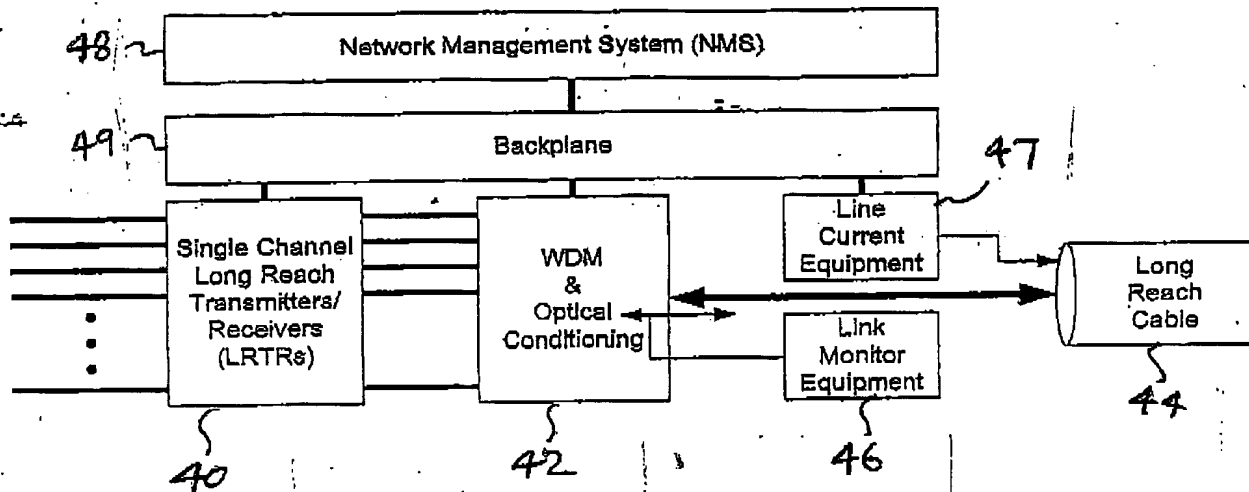 48
Network Management System (NMS)
49
Backplane
47
Single Channel
Long Reach
Transmitters/
Receivers
(LRTRs)
WDM
&
Optical
Conditioning
Line
Current
Equipment
Link
Monitor
Equipment
Long
Reach
Cable
40
42
46
44